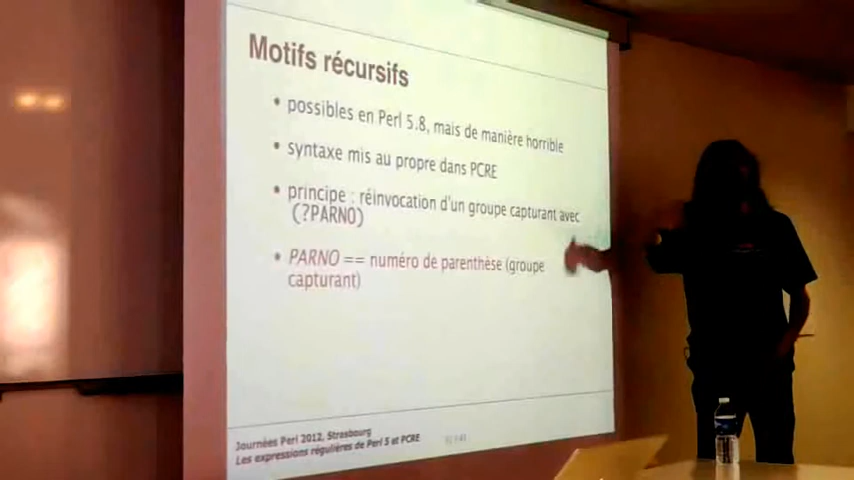 Motifs récursifs
• possibles en Perl 5.8, mais de manière horrible
• syntaxe mis au propre dans PCRE
• principe : réinvocation d'un groupe capturant avec
(?PARNO)
• PARNO == numéro de parenthèse (groupe
capturant)
Journées Perl 2012, Strasbourg
Les expressions régulières de Perl 5 et PCRE